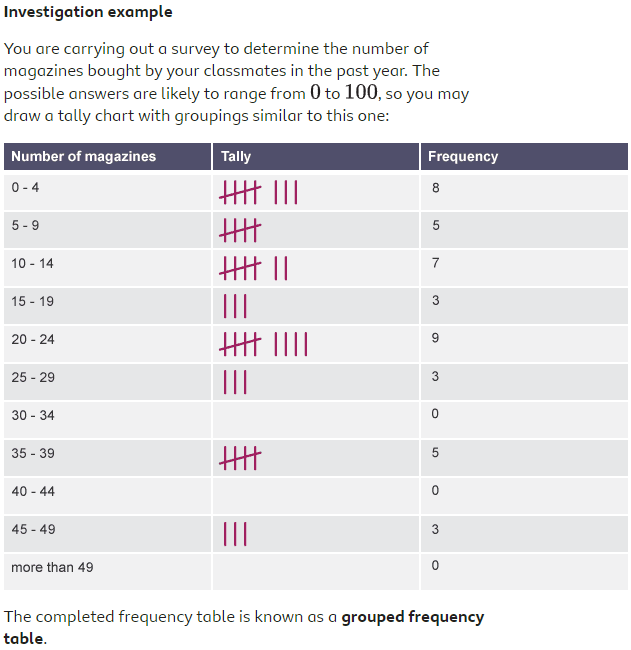 Investigation example
You are carrying out a survey to determine the number of
magazines bought by your classmates in the past year. The
possible answers are likely to range from 0 to 100, so you may
draw a tally chart with groupings similar to this one:
Number of magazines Tally Frequency
0 - 4 8
5 - 9 5
10 - 14 7
15 - 19 3
20 - 24 9
25 - 29 3
30 - 34 0
35 - 39 5
40 - 44 0
45 - 49 3
more than 49 0
The completed frequency table is known as a grouped frequency
table.